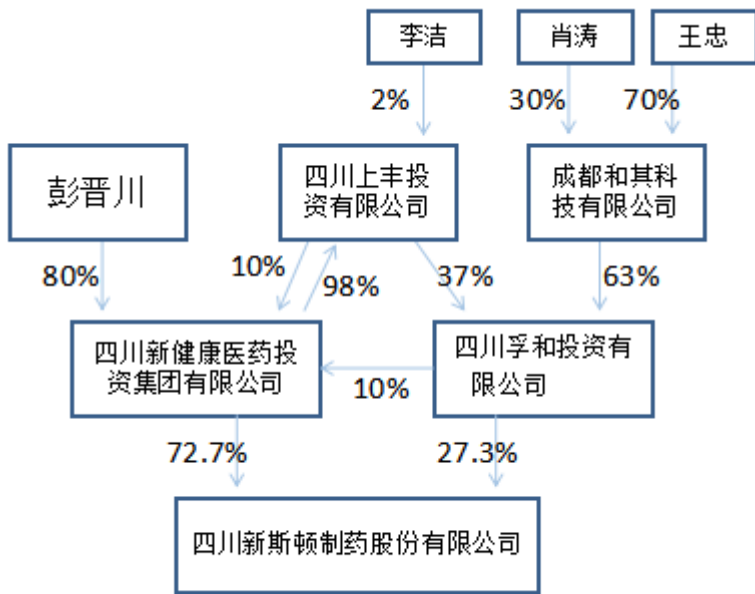 李洁
肖涛
王忠
2%
30%
70%
彭晋川
四川上丰投
资有限公司
成都和其科
技有限公司
80%
10%
98%
37%
63%
四川新健康医药投
资集团有限公司
四川孚和投资有
限公司
10%
72.7%
27.3%
四川新斯顿制药股份有限公司